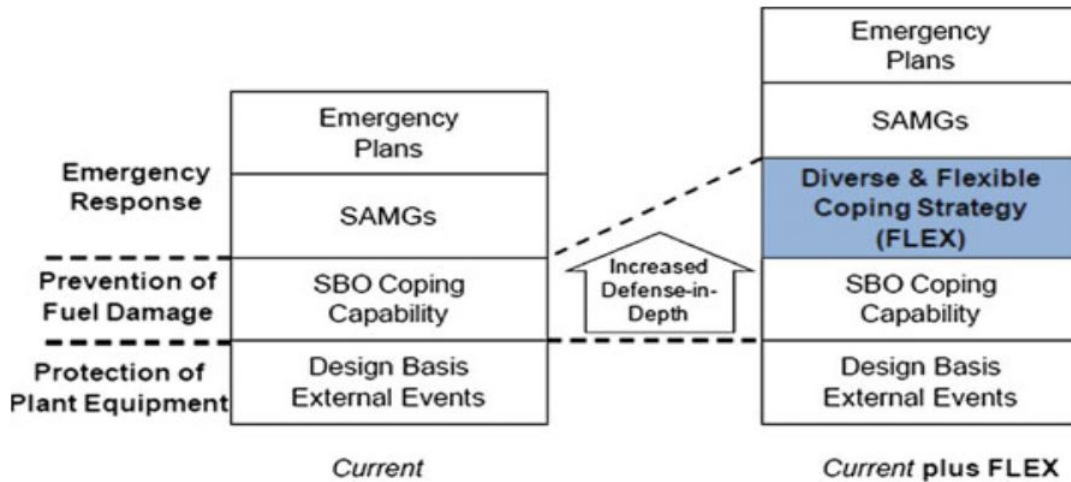 Emergency
Response
Prevention of
Fuel Damage
Protection of
Plant Equipment
Emergency
Plans
SAMGs
SBO Coping
Capability
Design Basis
External Events
Current
Increased
Defense-in-
Depth
Emergency
Plans
SAMGs
Diverse & Flexible
Coping Strategy
(FLEX)
SBO Coping
Capability
Design Basis
External Events
Current plus FLEX